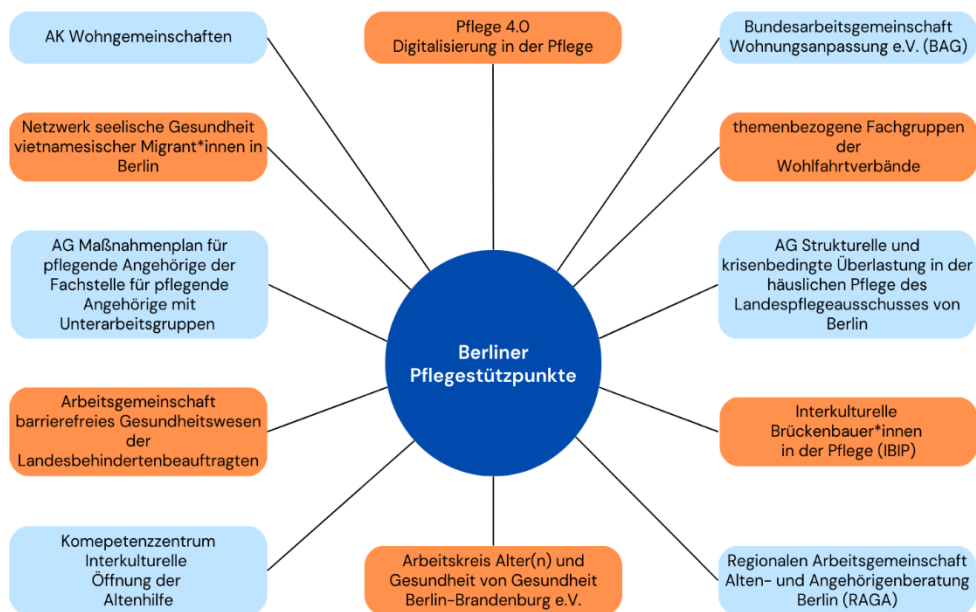 AK Wohngemeinschaften
Pflege 4.0
Digitalisierung in der Pflege
Bundesarbeitsgemeinschaft
Wohnungsanpassung e.V. (BAG)
Netzwerk seelische Gesundheit
vietnamesischer Migrant*innen in
Berlin
themenbezogene Fachgruppen
der
Wohlfahrtverbände
AG Maßnahmenplan für
pflegende Angehörige der
Fachstelle für pflegende
Angehörige mit
Unterarbeitsgruppen
AG Strukturelle und
krisenbedingte Überlastung in der
häuslichen Pflege des
Landespflegeausschusses von
Berlin
Berliner
Pflegestützpunkte
Arbeitsgemeinschaft
barrierefreies Gesundheitswesen
der
Landesbehindertenbeauftragten
Interkulturelle
Brückenbauer*innen
in der Pflege (IBIP)
Komepetenzzentrum
Interkulturelle
Öffnung der
Altenhilfe
Arbeitskreis Alter(n) und
Gesundheit von Gesundheit
Berlin-Brandenburg e.V.
Regionalen Arbeitsgemeinschaft
Alten- und Angehörigenberatung
Berlin (RAGA)